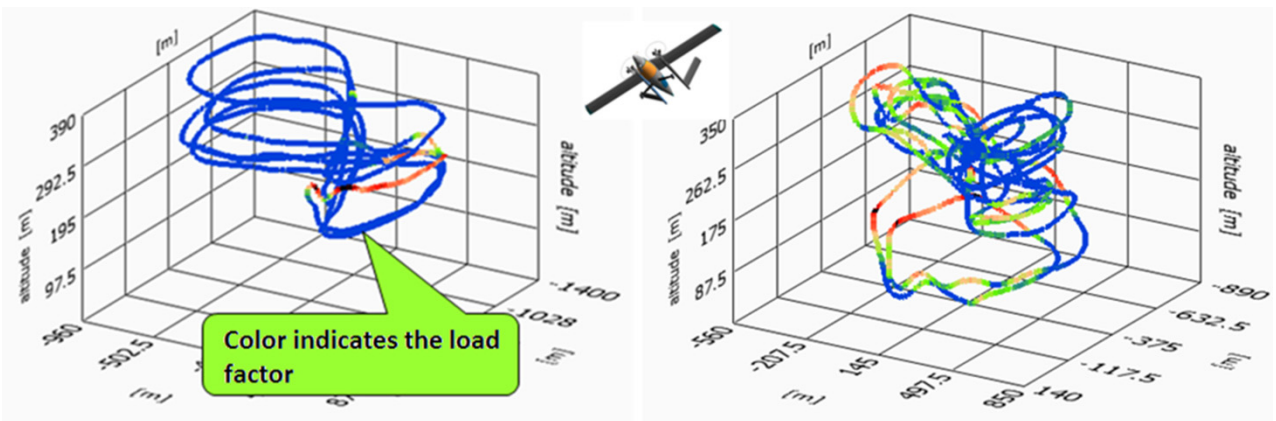 [m]
390
292.5
195
97.5
altitude [m]
altitude [m]
-960
-502.5
[m]
-1400
-1028
[m]
Color indicates the load
factor
[m]
350
262.5
175
87.5
altitude [m]
altitude [m]
-560
-207.5
145
497.5
850
[m]
-890
-632.5
-375
-117.5
140
[m]